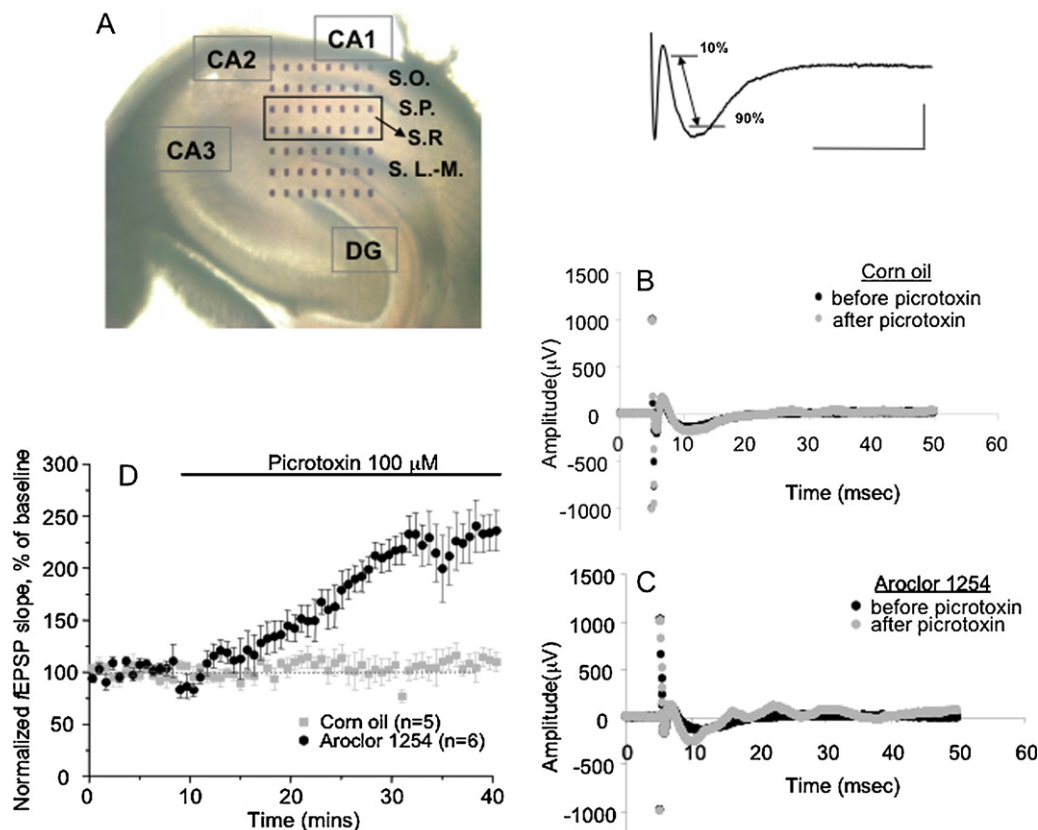 A
CA1
CA2
S.O.
S.P.
S.R
CA3
S. L.-M.
DG
10%
90%
B
Corn oil
before picrotoxin
after picrotoxin
1500
1000
500
0
-500
-1000
Amplitude(μV)
0
10
20
30
40
50
60
Time (msec)
C
Aroclor 1254
before picrotoxin
after picrotoxin
1500
1000
500
0
-500
-1000
Amplitude(μV)
0
10
20
30
40
50
60
Time (msec)
D
Picrotoxin 100 μM
300
250
200
150
100
75
50
0
Normalized fEPSP slope, % of baseline
Corn oil (n=5)
Aroclor 1254 (n=6)
0
10
20
30
40
Time (mins)